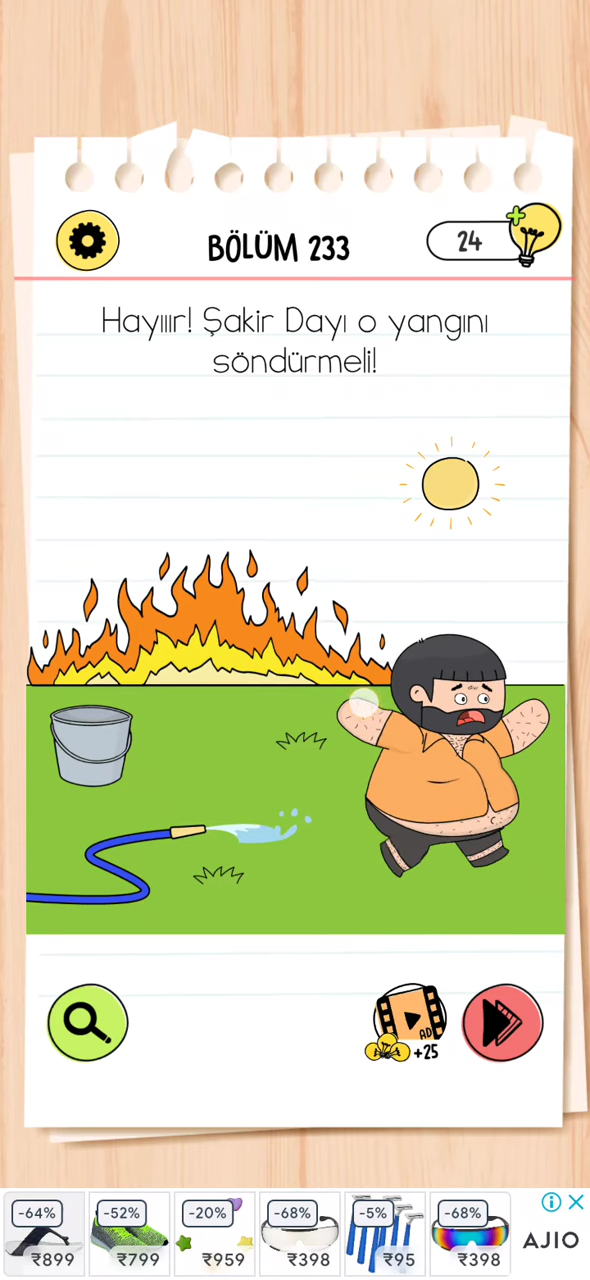 BÖLÜM 233
24
Hayıııır! Şakir Dayı o yangını
söndürmeli!
AD
+25
-64%
₹899
-52%
₹799
-20%
₹959
-68%
₹398
-5%
₹95
-68%
₹398
AJIO